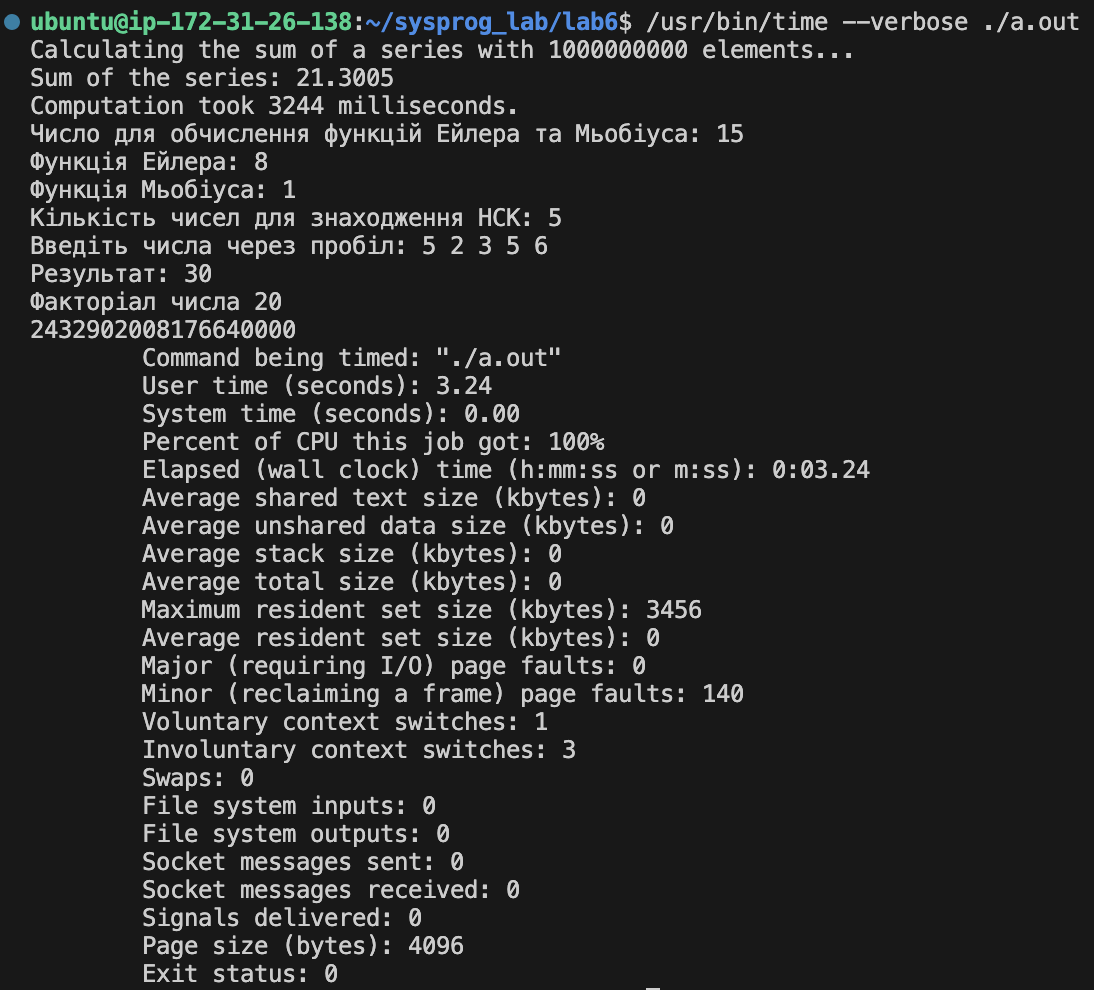 ubuntu@ip-172-31-26-138:~/sysprog_lab/lab6$ /usr/bin/time --verbose ./a.out
Calculating the sum of a series with 1000000000 elements...
Sum of the series: 21.3005
Computation took 3244 milliseconds.
Число для обчислення функцій Ейлера та Мьобіуса: 15
Функція Ейлера: 8
Функція Мьобіуса: 1
Кількість чисел для знаходження НСК: 5
Введіть числа через пробіл: 5 2 3 5 6
Результат: 30
Факторіал числа 20
2432902008176640000
Command being timed: "./a.out"
User time (seconds): 3.24
System time (seconds): 0.00
Percent of CPU this job got: 100%
Elapsed (wall clock) time (h:mm:ss or m:ss): 0:03.24
Average shared text size (kbytes): 0
Average unshared data size (kbytes): 0
Average stack size (kbytes): 0
Average total size (kbytes): 0
Maximum resident set size (kbytes): 3456
Average resident set size (kbytes): 0
Major (requiring I/O) page faults: 0
Minor (reclaiming a frame) page faults: 140
Voluntary context switches: 1
Involuntary context switches: 3
Swaps: 0
File system inputs: 0
File system outputs: 0
Socket messages sent: 0
Socket messages received: 0
Signals delivered: 0
Page size (bytes): 4096
Exit status: 0